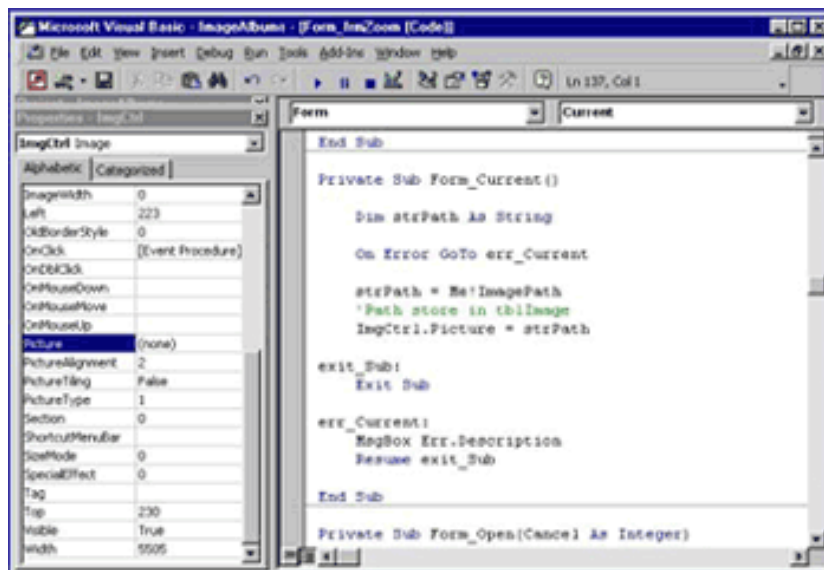 Microsoft Visual Basic - ImageAlbums - [Form_frmZoom (Code)]
File Edit View Insert Debug Run Tools Add-Ins Window Help
Ln 137, Col 1
Properties - ImgCtrl
ImgCtrl Image
Alphabetic Categorized
ImageWidth 0
Left 223
OldBorderStyle 0
OnClick [Event Procedure]
OnDblClick
OnMouseDown
OnMouseMove
OnMouseUp
Picture (none)
PictureAlignment 2
PictureTiling False
PictureType 1
Section 0
ShortcutMenuBar
SizeMode 0
SpecialEffect 0
Tag
Top 230
Visible True
Width 5505
Form Current
End Sub
Private Sub Form_Current()
Dim strPath As String
On Error GoTo err_Current
strPath = Me!ImagePath
'Path store in tblImage
ImgCtrl.Picture = strPath
exit_Sub:
Exit Sub
err_Current:
MsgBox Err.Description
Resume exit_Sub
End Sub
Private Sub Form_Open(Cancel As Integer)